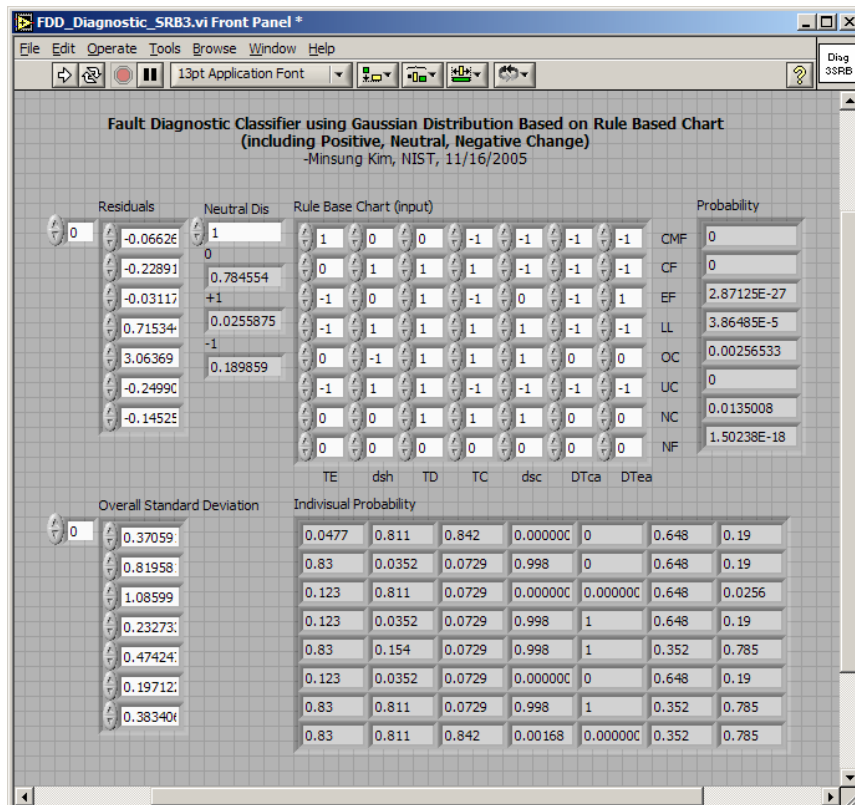 FDD_Diagnostic_SRB3.vi Front Panel *
File Edit Operate Tools Browse Window Help
13pt Application Font
?
Diag
3SRB
Fault Diagnostic Classifier using Gaussian Distribution Based on Rule Based Chart
(including Positive, Neutral, Negative Change)
-Minsung Kim, NIST, 11/16/2005
Residuals Neutral Dis Rule Base Chart (input) Probability
0 -0.06626 1 1 0 0 -1 -1 -1 -1 CMF 0
0
-0.22891 0.784554 0 1 1 1 -1 -1 -1 CF 0
+1
-0.03117 0.0255875 -1 0 1 -1 0 -1 1 EF 2.87125E-27
0.71534 -1 1 1 1 1 -1 -1 LL 3.86485E-5
-1
3.06369 0.189859 0 -1 1 1 1 0 0 OC 0.00256533
-0.2499 -1 1 1 -1 -1 -1 -1 UC 0
-0.1452 0 0 1 1 1 0 0 NC 0.0135008
0 0 0 0 0 0 0 NF 1.50238E-18
TE dsh TD TC dsc DTca DTea
Overall Standard Deviation Indivisual Probability
0 0.37059 0.0477 0.811 0.842 0.000000 0 0.648 0.19
0.81958 0.83 0.0352 0.0729 0.998 0 0.648 0.19
1.08599 0.123 0.811 0.0729 0.000000 0.000000 0.648 0.0256
0.23273 0.123 0.0352 0.0729 0.998 1 0.648 0.19
0.47424 0.83 0.154 0.0729 0.998 1 0.352 0.785
0.19712 0.123 0.0352 0.0729 0.000000 0 0.648 0.19
0.38340 0.83 0.811 0.0729 0.998 1 0.352 0.785
0.83 0.811 0.842 0.00168 0.000000 0.352 0.785